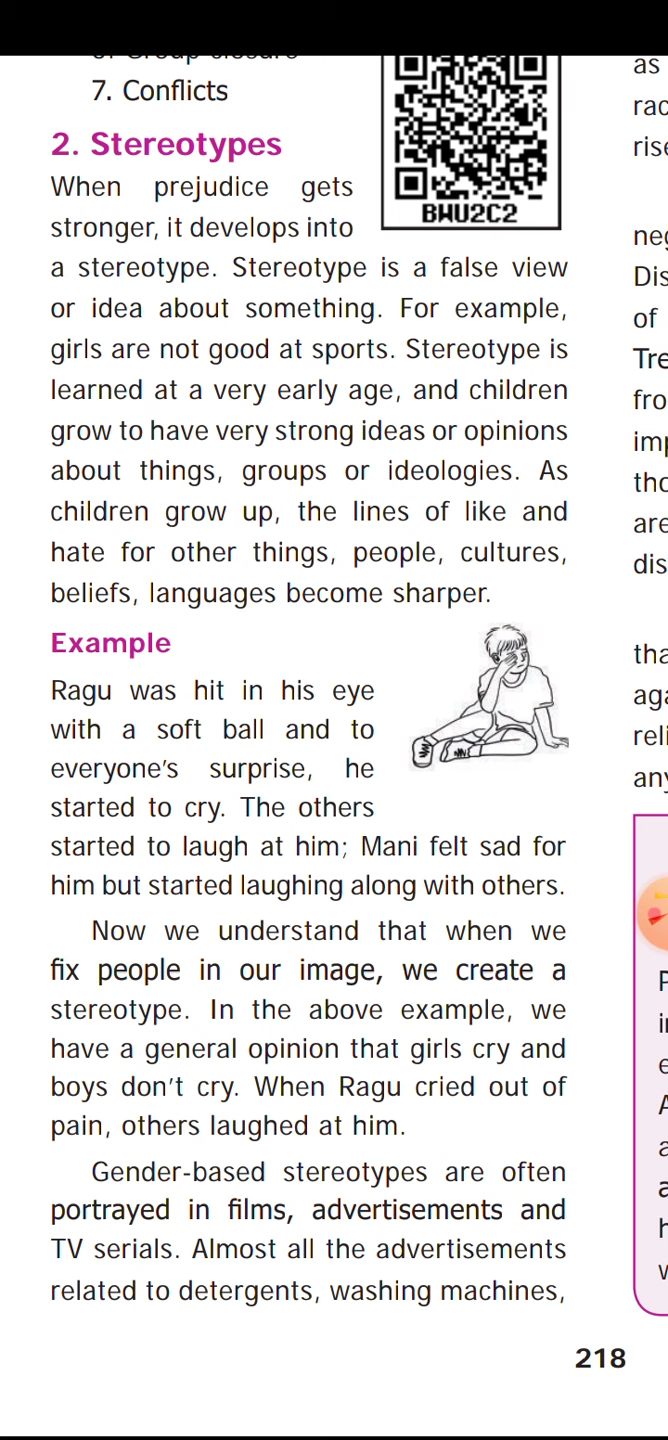 7. Conflicts
BWU2C2
2. Stereotypes
When prejudice gets
stronger, it develops into
a stereotype. Stereotype is a false view
or idea about something. For example,
girls are not good at sports. Stereotype is
learned at a very early age, and children
grow to have very strong ideas or opinions
about things, groups or ideologies. As
children grow up, the lines of like and
hate for other things, people, cultures,
beliefs, languages become sharper.
Example
Ragu was hit in his eye
with a soft ball and to
everyone's surprise, he
started to cry. The others
started to laugh at him; Mani felt sad for
him but started laughing along with others.
Now we understand that when we
fix people in our image, we create a
stereotype. In the above example, we
have a general opinion that girls cry and
boys don't cry. When Ragu cried out of
pain, others laughed at him.
Gender-based stereotypes are often
portrayed in films, advertisements and
TV serials. Almost all the advertisements
related to detergents, washing machines,
as
of
218